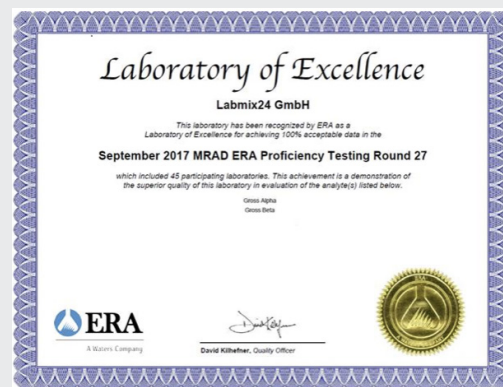 Laboratory of Excellence
Labmix24 GmbH
This laboratory has been recognized by ERA as a
Laboratory of Excellence for achieving 100% acceptable data in the
September 2017 MRAD ERA Proficiency Testing Round 27
which included 45 participating laboratories. This achievement is a demonstration of
the superior quality of this laboratory in evaluation of the analyte(s) listed below.
Gross Alpha
Gross Beta
ERA
A Waters Company
David Kilhefner, Quality Officer
ERA